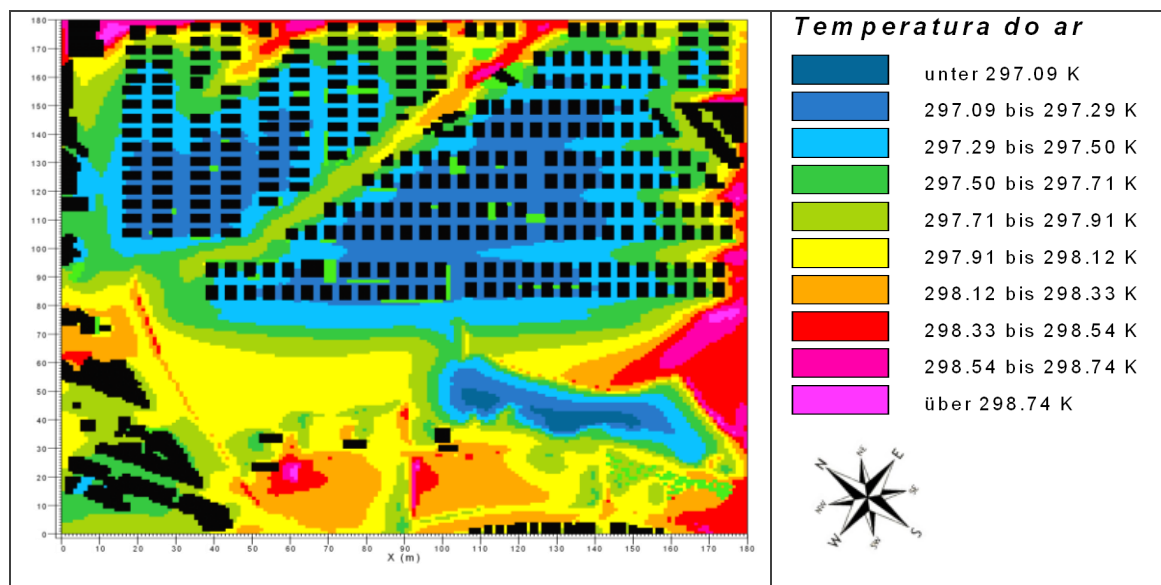 Temperatura do ar
unter 297.09 K
297.09 bis 297.29 K
297.29 bis 297.50 K
297.50 bis 297.71 K
297.71 bis 297.91 K
297.91 bis 298.12 K
298.12 bis 298.33 K
298.33 bis 298.54 K
298.54 bis 298.74 K
über 298.74 K
180
170
160
150
140
130
120
110
100
90
80
70
60
50
40
30
20
10
0
0 10 20 30 40 50 60 70 80 90 100 110 120 130 140 150 160 170 180
X (m)
N NE E
NW SE
W SW S